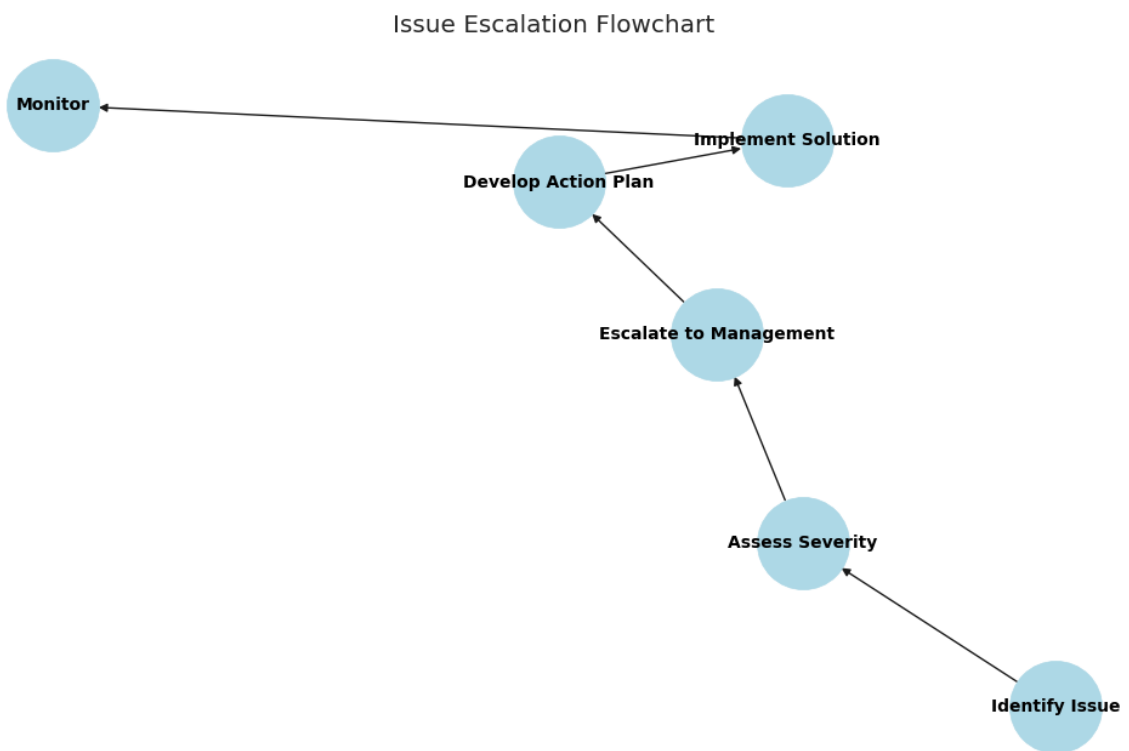 Issue Escalation Flowchart
Monitor
Implement Solution
Develop Action Plan
Escalate to Management
Assess Severity
Identify Issue